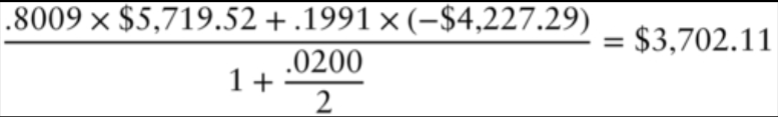 .8009 × $5,719.52 + .1991 × (−$4,227.29)
1 + .0200
2
= $3,702.11